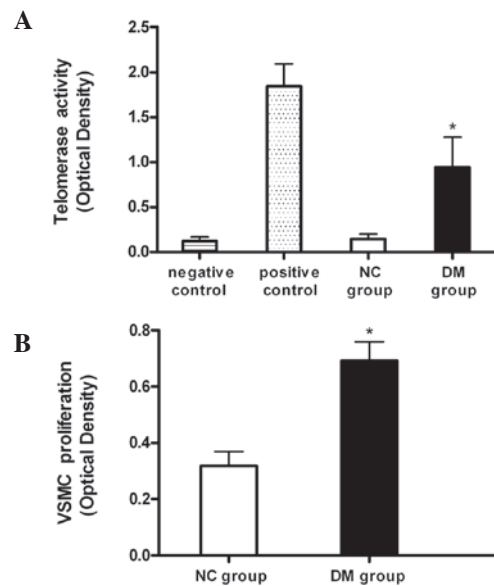 A
Telomerase activity
(Optical Density)
2.5
2.0
1.5
1.0
0.5
0.0
*
negative
control
positive
control
NC
group
DM
group
B
VSMC proliferation
(Optical Density)
0.8
0.6
0.4
0.2
0.0
*
NC group
DM group